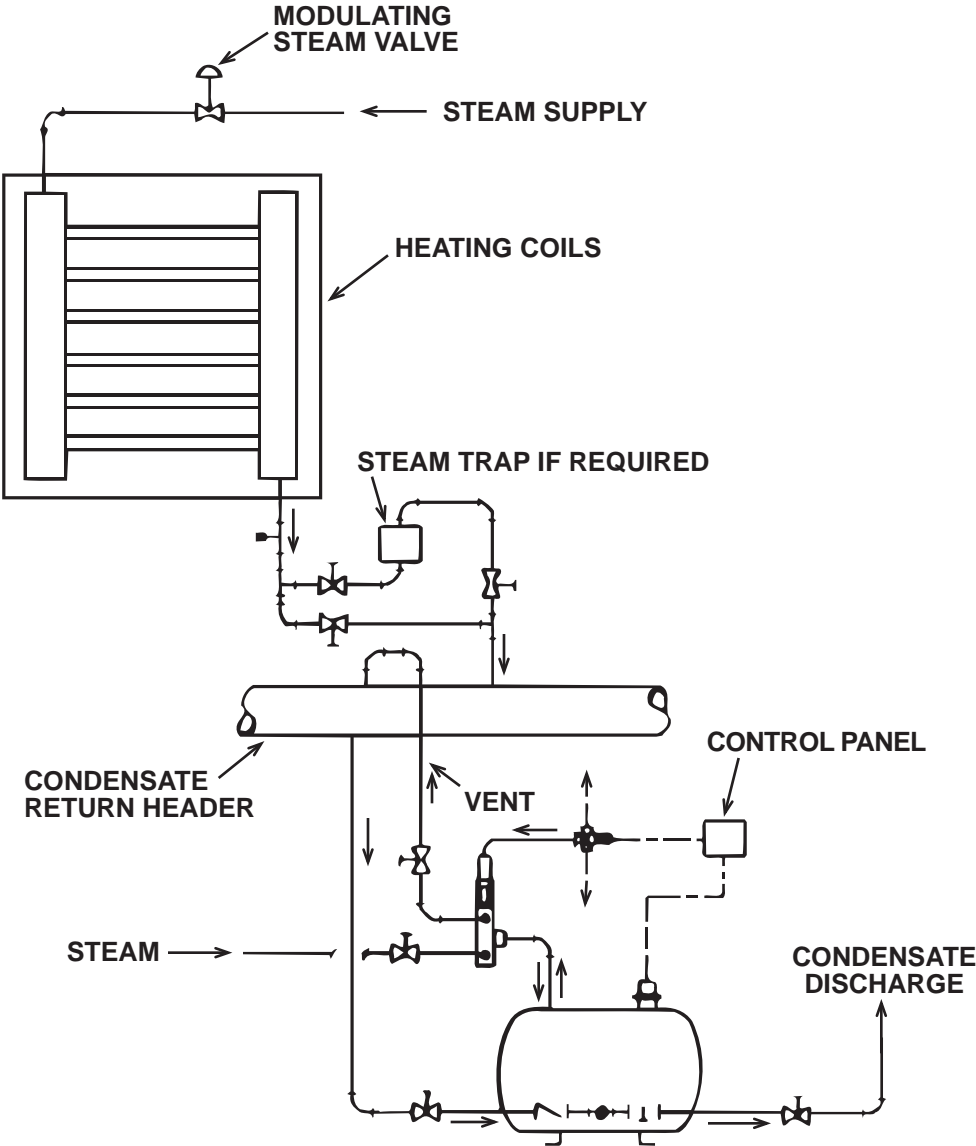 MODULATING
STEAM VALVE
STEAM SUPPLY
HEATING COILS
STEAM TRAP IF REQUIRED
CONTROL PANEL
CONDENSATE
RETURN HEADER
VENT
STEAM
CONDENSATE
DISCHARGE